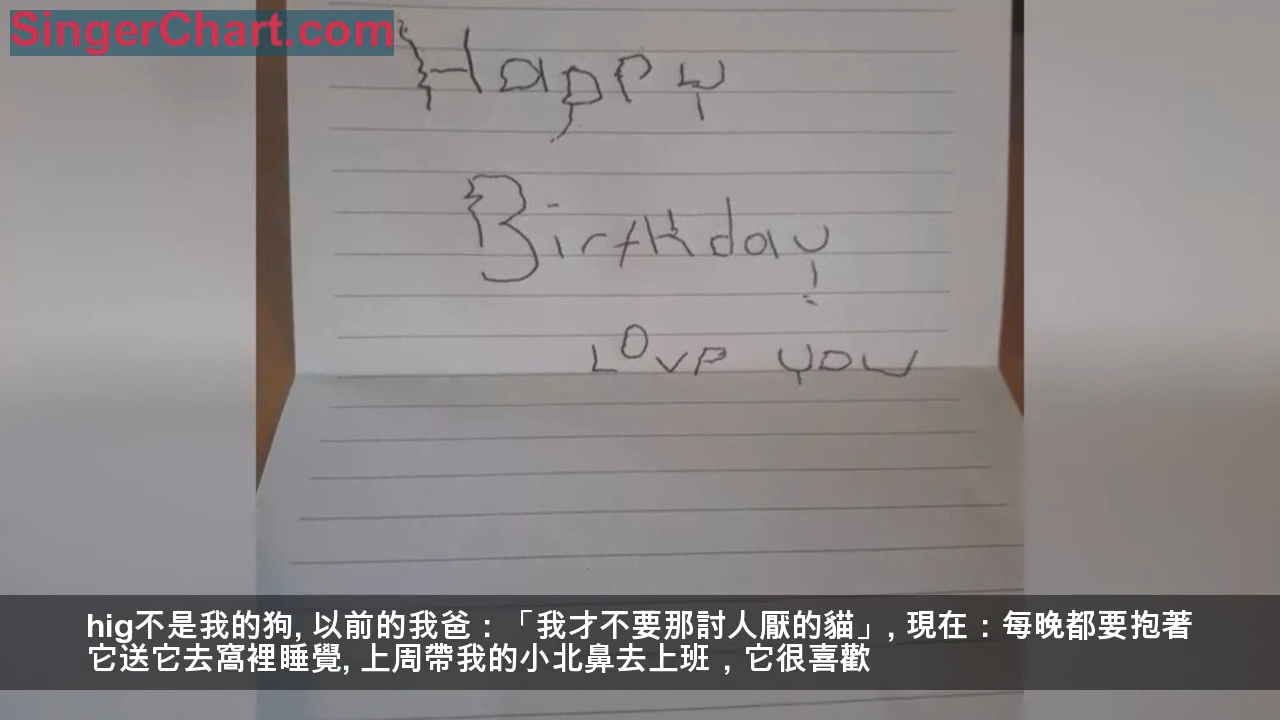 SingerChart.com
Happy
Birthday!
Love you
hig不是我的狗, 以前的我爸：「我才不要那討人厭的貓」, 現在：每晚都要抱著
它送它去窩裡睡覺, 上周帶我的小北鼻去上班，它很喜歡